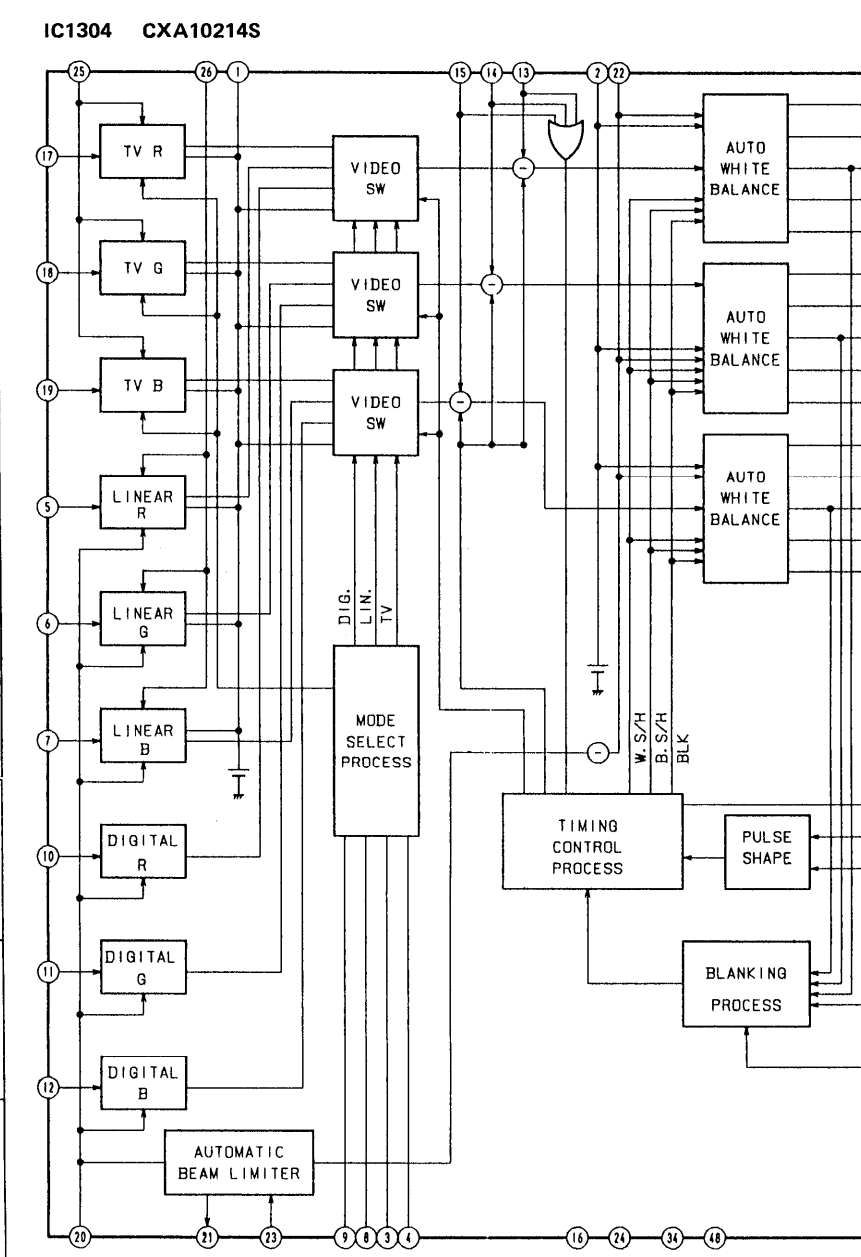 IC1304 CXA10214S
25 26 1 15 14 13 2 22
17
TV R
VIDEO
SW
AUTO
WHITE
BALANCE
18
TV G
VIDEO
SW
AUTO
WHITE
BALANCE
19
TV B
VIDEO
SW
5
LINEAR
R
AUTO
WHITE
BALANCE
6
LINEAR
G
DIG.
LIN.
TV
7
LINEAR
B
MODE
SELECT
PROCESS
W. S/H
B. S/H
BLK
10
DIGITAL
R
TIMING
CONTROL
PROCESS
PULSE
SHAPE
11
DIGITAL
G
BLANKING
PROCESS
12
DIGITAL
B
AUTOMATIC
BEAM LIMITER
20 21 23 9 8 3 4 16 24 34 48